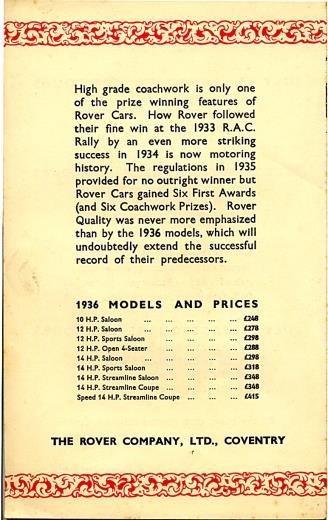 High grade coachwork is only one
of the prize winning features of
Rover Cars. How Rover followed
their fine win at the 1933 R.A.C.
Rally by an even more striking
success in 1934 is now motoring
history. The regulations in 1935
provided for no outright winner but
Rover Cars gained Six First Awards
(and Six Coachwork Prizes). Rover
Quality was never more emphasized
than by the 1936 models, which will
undoubtedly extend the successful
record of their predecessors.
1936 MODELS AND PRICES
10 H.P. Saloon ... ... ... ... ... £248
12 H.P. Saloon ... ... ... ... ... £278
12 H.P. Sports Saloon ... ... ... ... £298
12 H.P. Open 4-Seater ... ... ... ... £288
14 H.P. Saloon ... ... ... ... ... £298
14 H.P. Sports Saloon ... ... ... ... £318
14 H.P. Streamline Saloon ... ... ... ... £348
14 H.P. Streamline Coupe ... ... ... ... £348
Speed 14 H.P. Streamline Coupe ... ... ... £415
THE ROVER COMPANY, LTD., COVENTRY